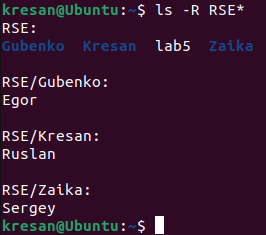 kresan@Ubuntu:~$ ls -R RSE*
RSE:
Gubenko  Kresan  lab5  Zaika

RSE/Gubenko:
Egor

RSE/Kresan:
Ruslan

RSE/Zaika:
Sergey
kresan@Ubuntu:~$